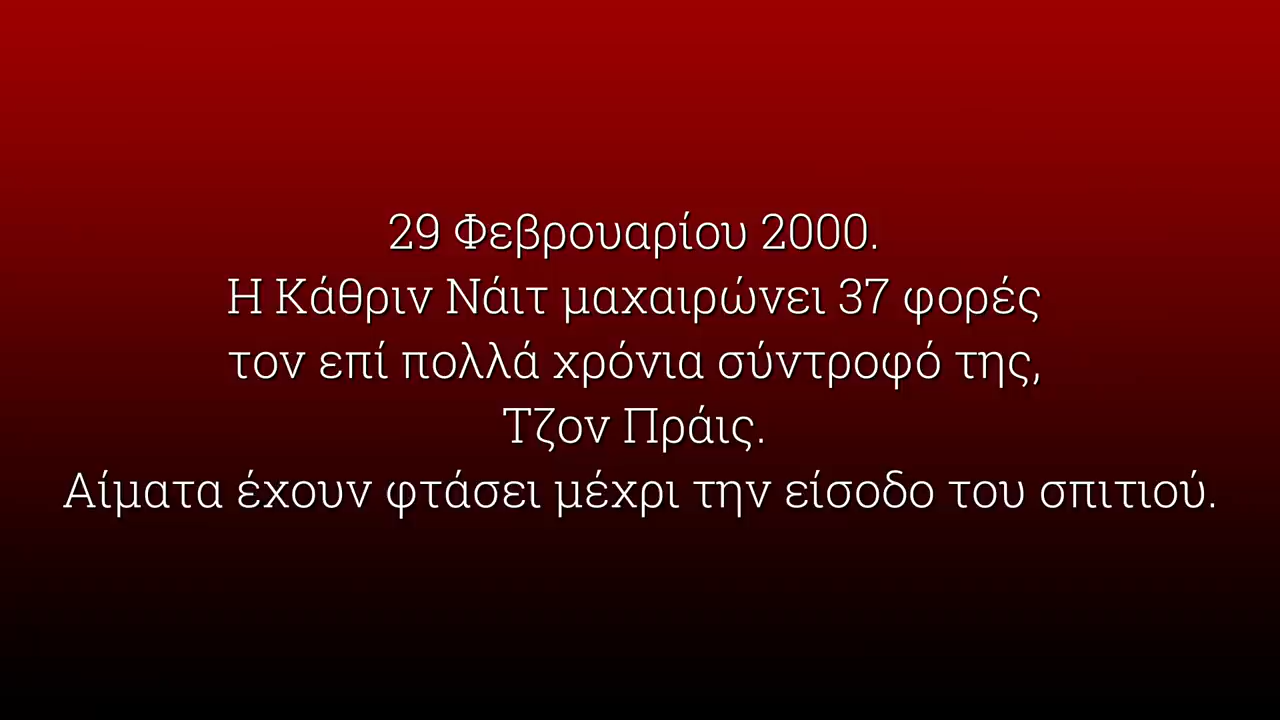 29 Φεβρουαρίου 2000.
Η Κάθριν Νάιτ μαχαιρώνει 37 φορές
τον επί πολλά χρόνια σύντροφό της,
Τζον Πράις.
Αίματα έχουν φτάσει μέχρι την είσοδο του σπιτιού.